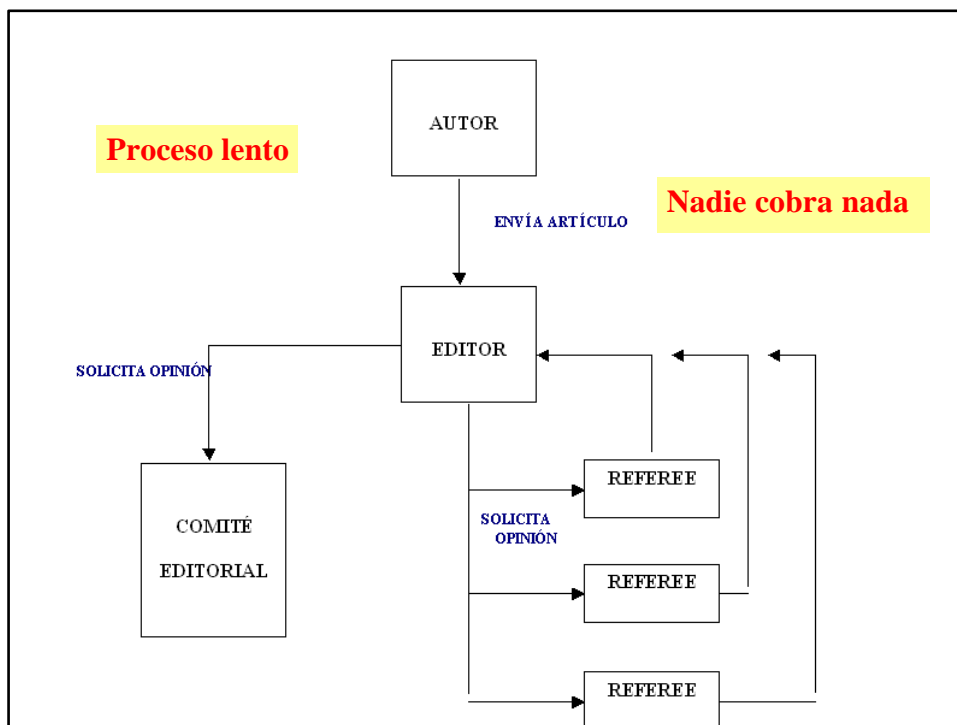 AUTOR
Proceso lento
Nadie cobra nada
ENVÍA ARTÍCULO
EDITOR
SOLICITA OPINIÓN
REFEREE
COMITÉ
EDITORIAL
SOLICITA
OPINIÓN
REFEREE
REFEREE